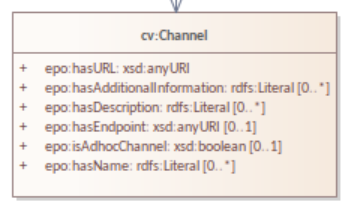 cv:Channel
+ epo:hasURL: xsd:anyURI
+ epo:hasAdditionalInformation: rdfs:Literal [0..*]
+ epo:hasDescription: rdfs:Literal [0..*]
+ epo:hasEndpoint: xsd:anyURI [0..1]
+ epo:isAdhocChannel: xsd:boolean [0..1]
+ epo:hasName: rdfs:Literal [0..*]